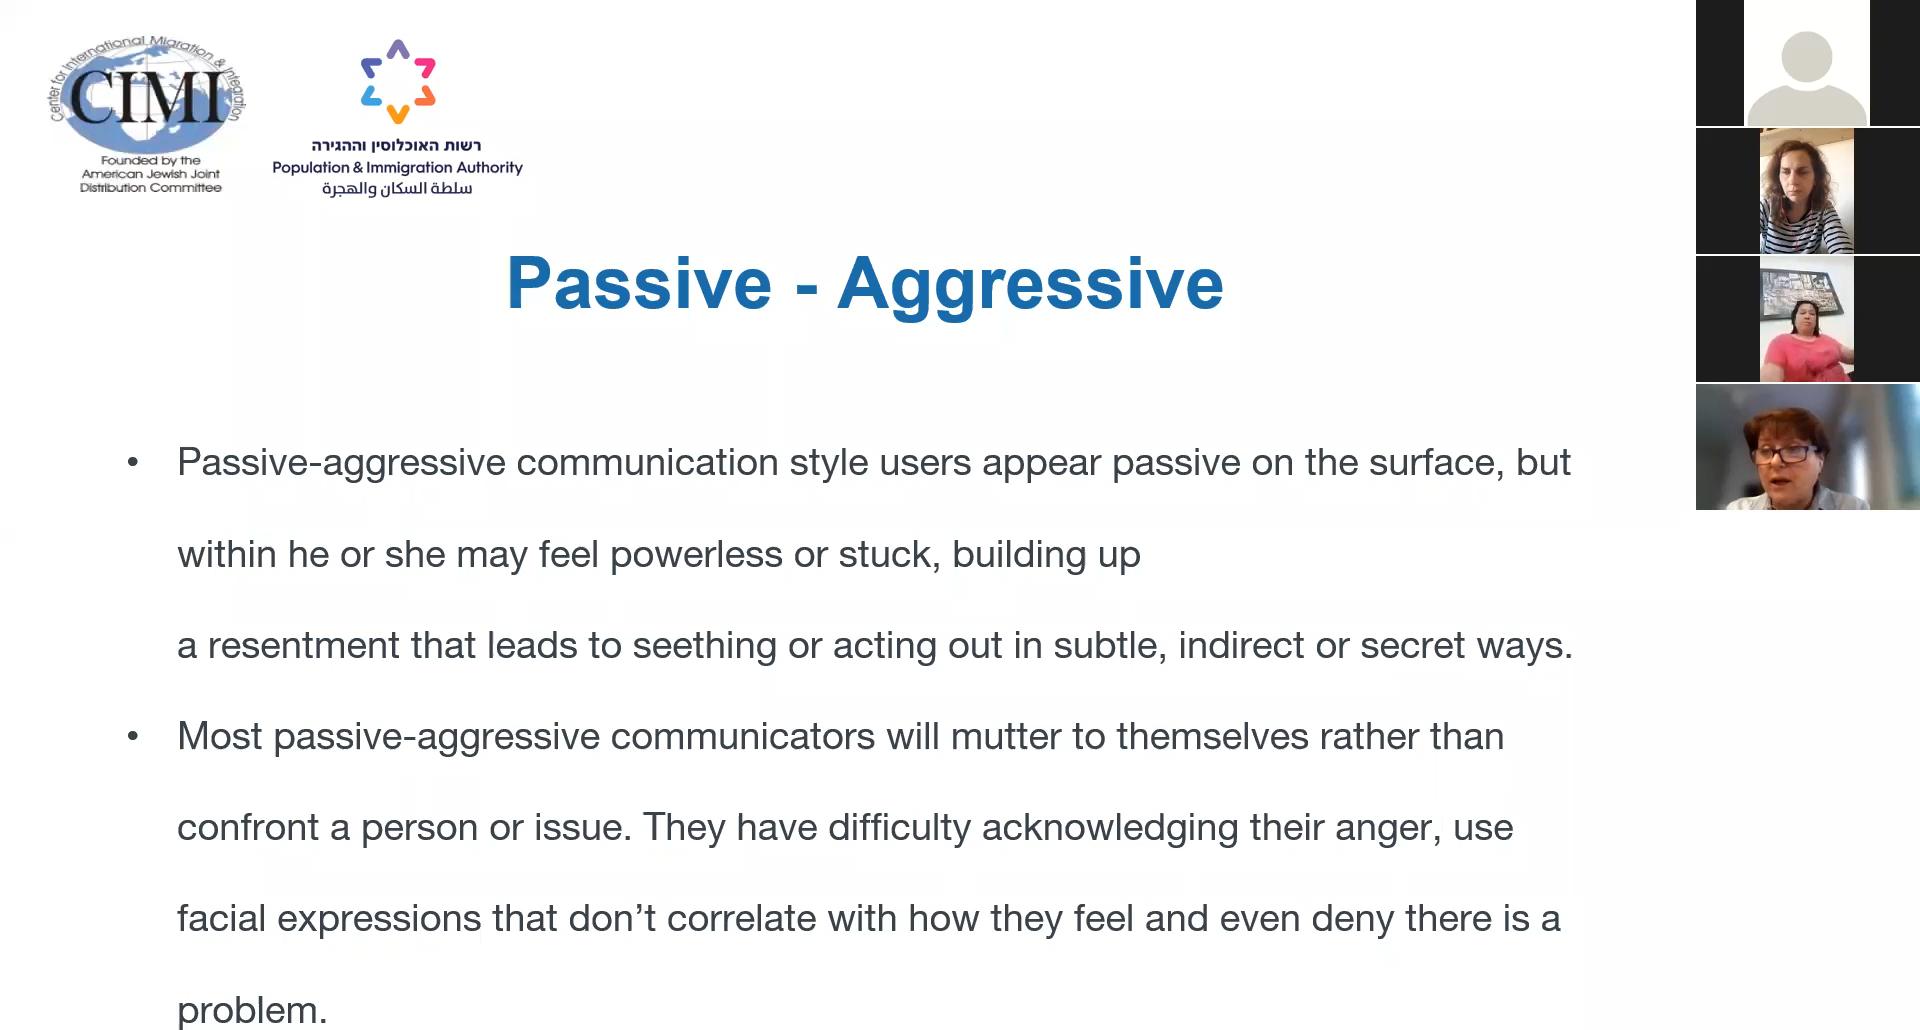 Center for International Migration & Integration
CIMI
Founded by the
American Jewish Joint
Distribution Committee
רשות האוכלוסין וההגירה
Population & Immigration Authority
سلطة السكان والهجرة
Passive - Aggressive
• Passive-aggressive communication style users appear passive on the surface, but
within he or she may feel powerless or stuck, building up
a resentment that leads to seething or acting out in subtle, indirect or secret ways.
• Most passive-aggressive communicators will mutter to themselves rather than
confront a person or issue. They have difficulty acknowledging their anger, use
facial expressions that don’t correlate with how they feel and even deny there is a
problem.